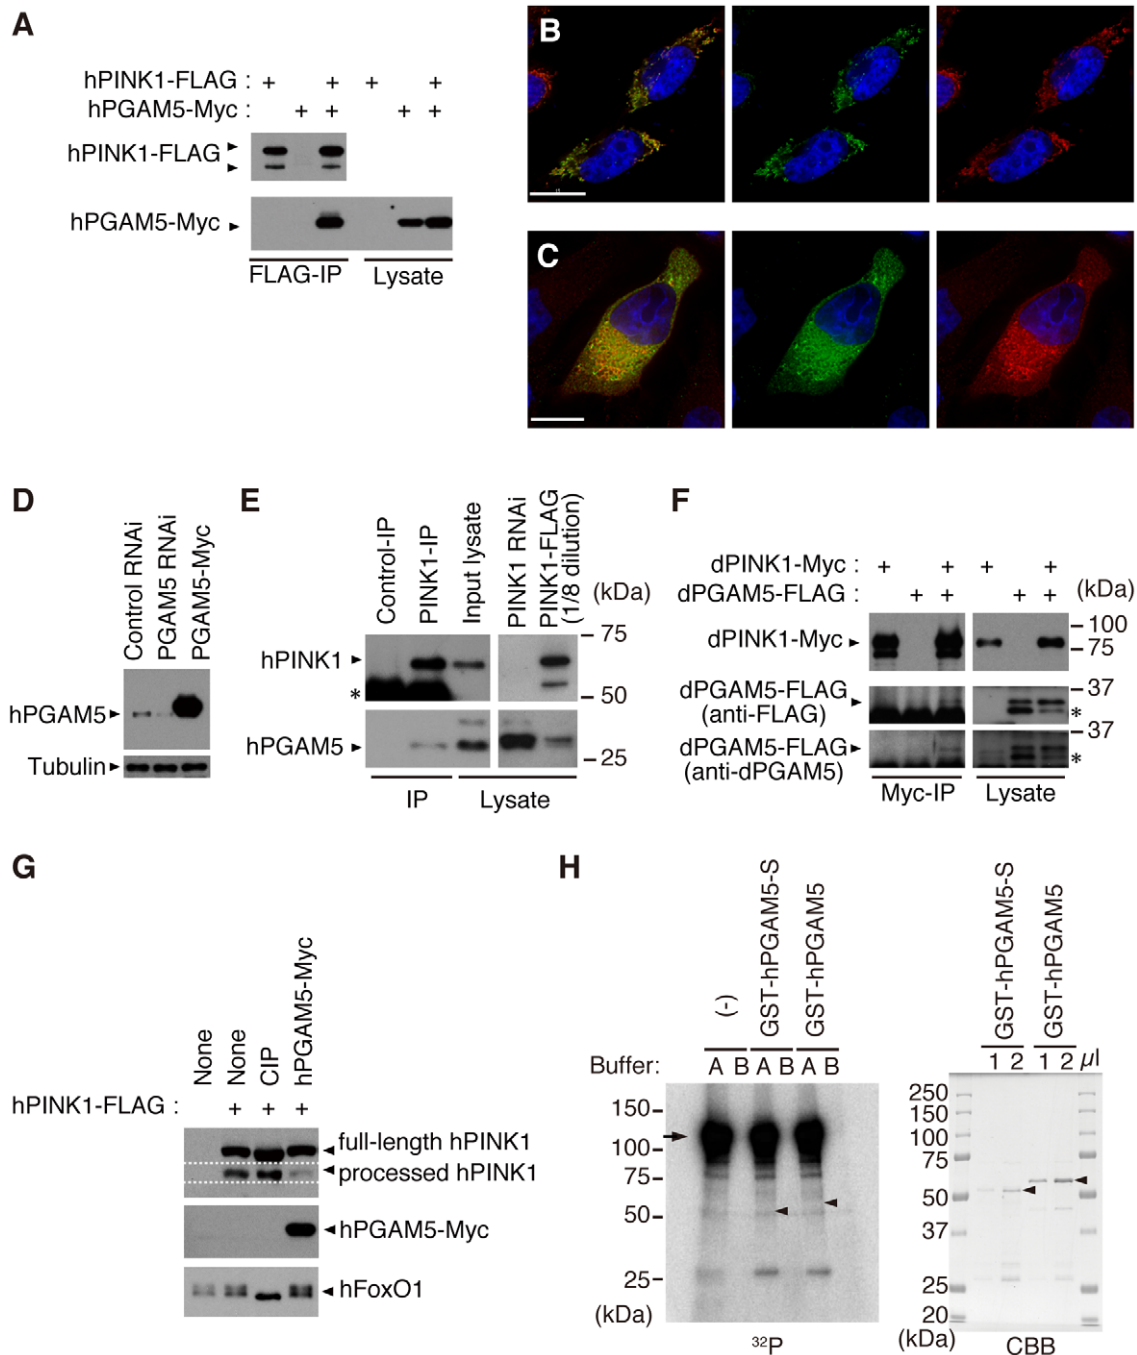 A
hPINK1-FLAG : + + + +
hPGAM5-Myc : + + + +
hPINK1-FLAG
hPGAM5-Myc
FLAG-IP Lysate
B
C
D
Control RNAi
PGAM5 RNAi
PGAM5-Myc
hPGAM5
Tubulin
E
Control-IP
PINK1-IP
Input lysate
PINK1 RNAi
PINK1-FLAG
(1/8 dilution)
(kDa)
75
hPINK1
*
50
hPGAM5
25
IP Lysate
F
dPINK1-Myc : + + + +
dPGAM5-FLAG : + + + +
(kDa)
100
dPINK1-Myc
75
37
dPGAM5-FLAG
(anti-FLAG)
*
37
dPGAM5-FLAG
(anti-dPGAM5)
*
Myc-IP Lysate
G
None
None
CIP
hPGAM5-Myc
hPINK1-FLAG : + + +
full-length hPINK1
processed hPINK1
hPGAM5-Myc
hFoxO1
H
(-)
GST-hPGAM5-S
GST-hPGAM5
Buffer: A B A B A B
150
100
75
50
25
(kDa)
32P
GST-hPGAM5-S
GST-hPGAM5
1 2 1 2 µl
250
150
100
75
50
37
25
20
(kDa)
CBB